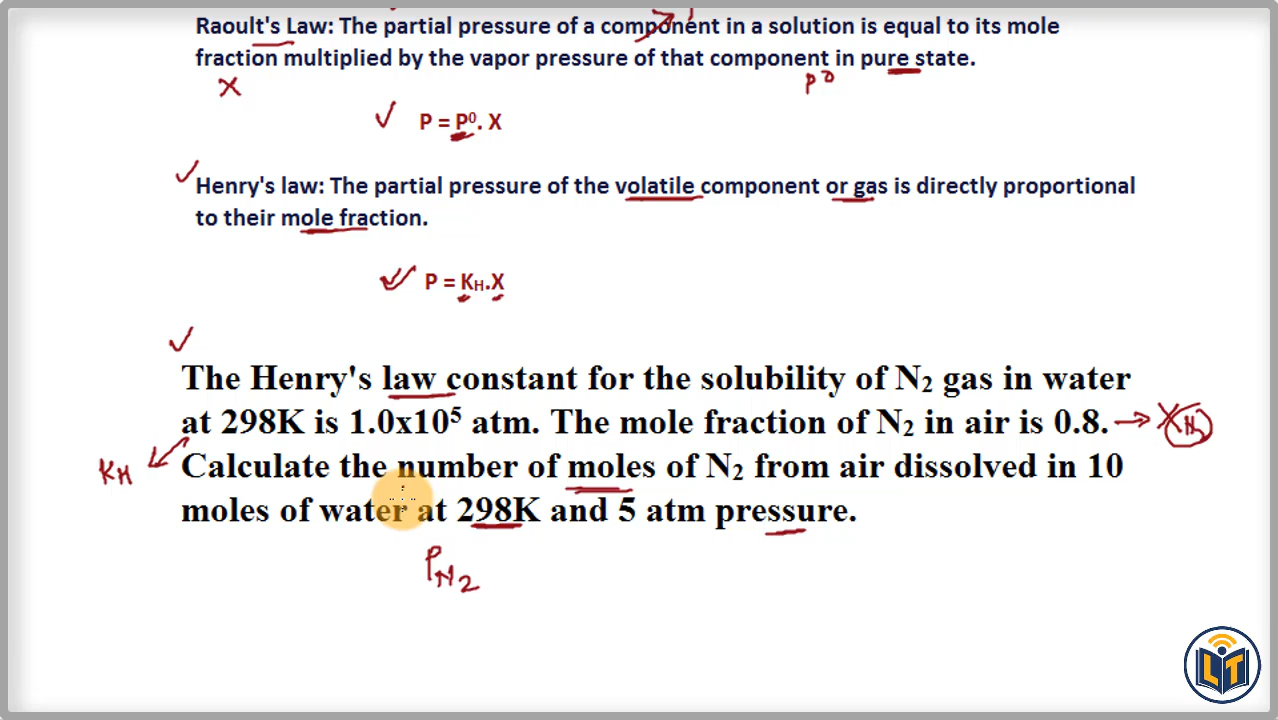 Raoult's Law: The partial pressure of a component in a solution is equal to its mole
fraction multiplied by the vapor pressure of that component in pure state.
X P⁰
P = P⁰. X
Henry's law: The partial pressure of the volatile component or gas is directly proportional
to their mole fraction.
P = KH.X
The Henry's law constant for the solubility of N₂ gas in water
at 298K is 1.0x10⁵ atm. The mole fraction of N₂ in air is 0.8. → XN₂
KH Calculate the number of moles of N₂ from air dissolved in 10
moles of water at 298K and 5 atm pressure.
PN₂
LT